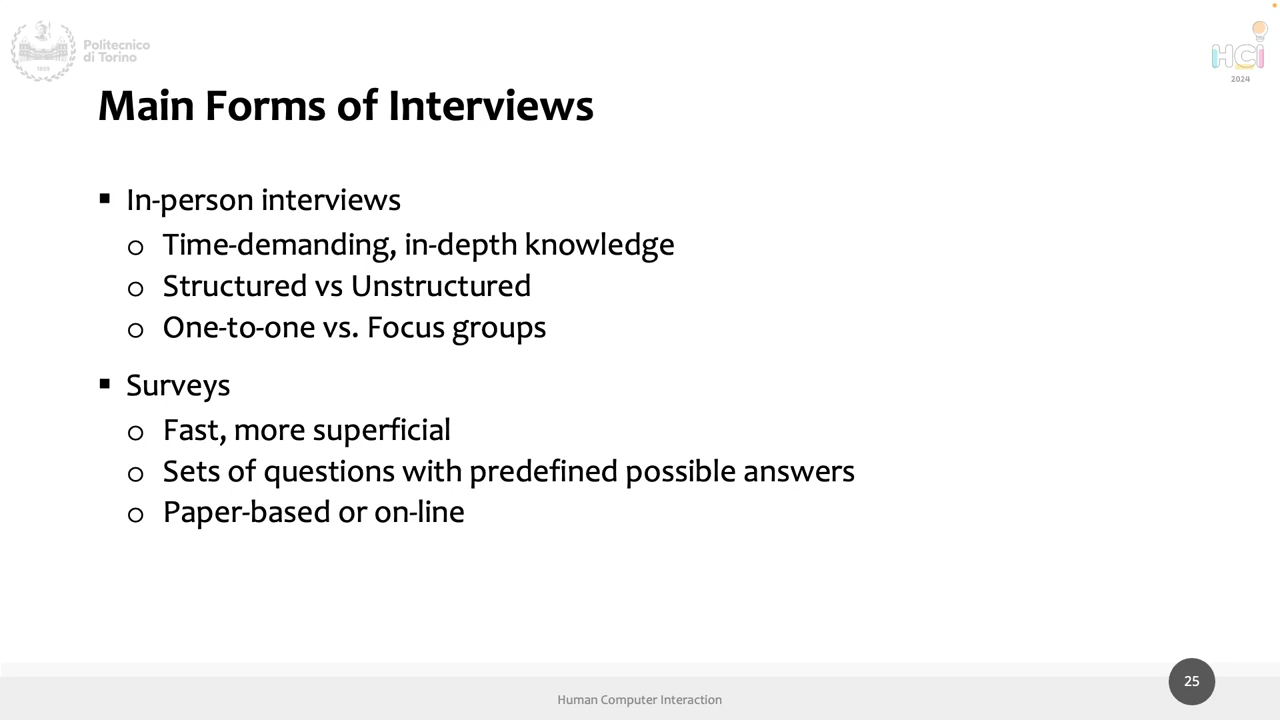 Politecnico
di Torino
1859
HCI
2024
Main Forms of Interviews
▪ In-person interviews
o Time-demanding, in-depth knowledge
o Structured vs Unstructured
o One-to-one vs. Focus groups
▪ Surveys
o Fast, more superficial
o Sets of questions with predefined possible answers
o Paper-based or on-line
25
Human Computer Interaction